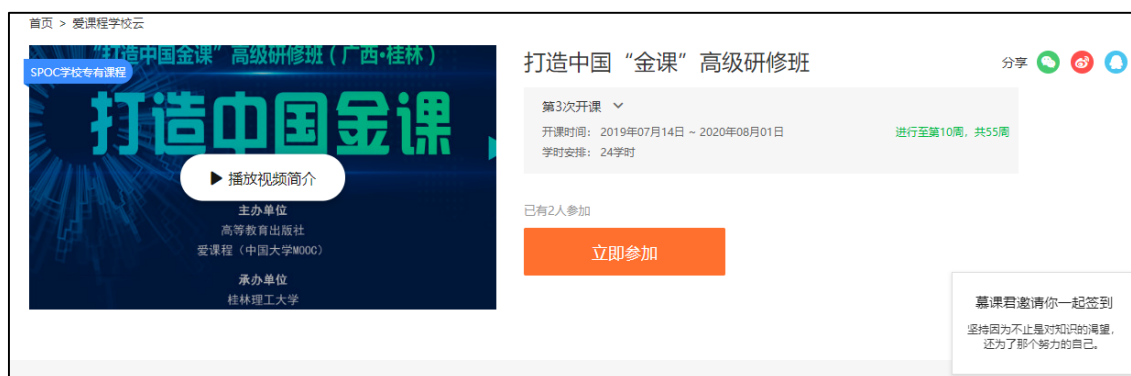 首页 > 爱课程学校云
"打造中国金课"高级研修班（广西·桂林）
SPOC学校专有课程
打造中国金课
播放视频简介
主办单位
高等教育出版社
爱课程（中国大学MOOC）
承办单位
桂林理工大学
打造中国“金课”高级研修班
分享
第3次开课
开课时间： 2019年07月14日 ~ 2020年08月01日
进行至第10周，共55周
学时安排： 24学时
已有2人参加
立即参加
慕课君邀请你一起签到
坚持因为不止是对知识的渴望，
还为了那个努力的自己。